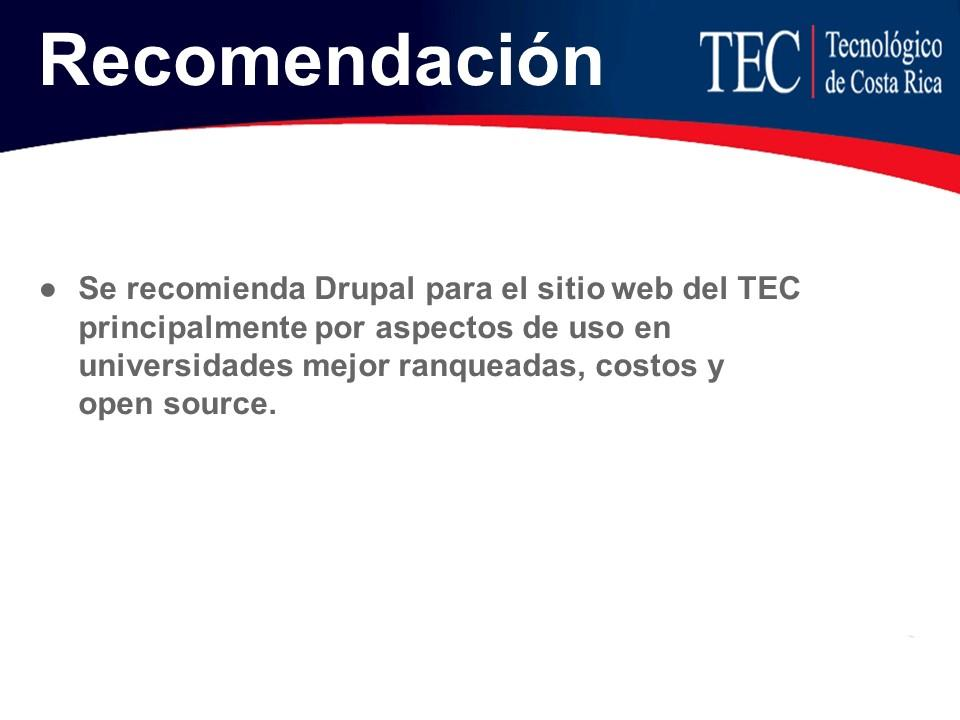 Recomendación
TEC
Tecnológico
de Costa Rica
● Se recomienda Drupal para el sitio web del TEC
principalmente por aspectos de uso en
universidades mejor ranqueadas, costos y
open source.